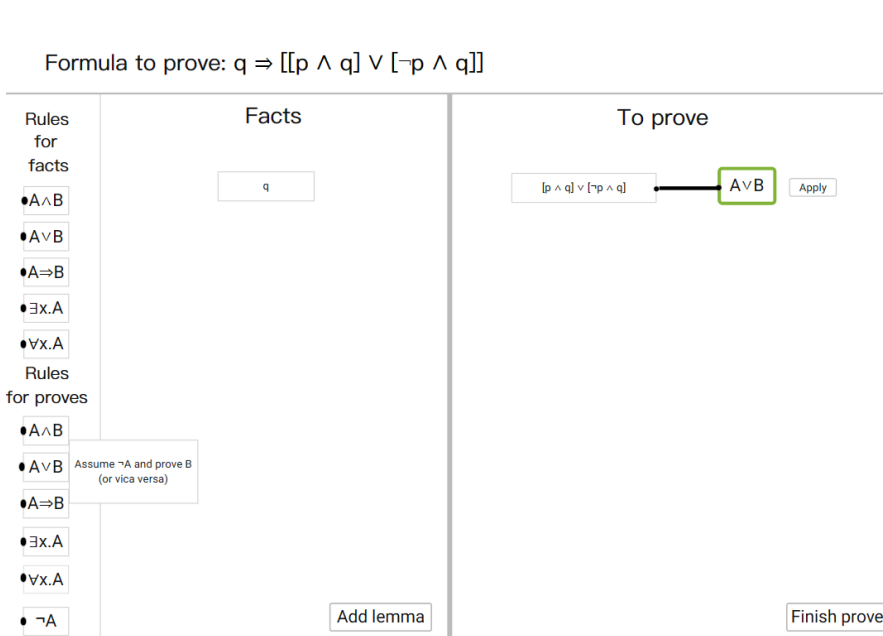 Formula to prove: q ⇒ [[p ∧ q] ∨ [¬p ∧ q]]
Rules
for
facts
A∧B
A∨B
A⇒B
∃x.A
∀x.A
Rules
for proves
A∧B
A∨B
A⇒B
∃x.A
∀x.A
¬A
Assume ¬A and prove B
(or vica versa)
Facts
q
Add lemma
To prove
[p ∧ q] ∨ [¬p ∧ q]
A∨B
Apply
Finish prove